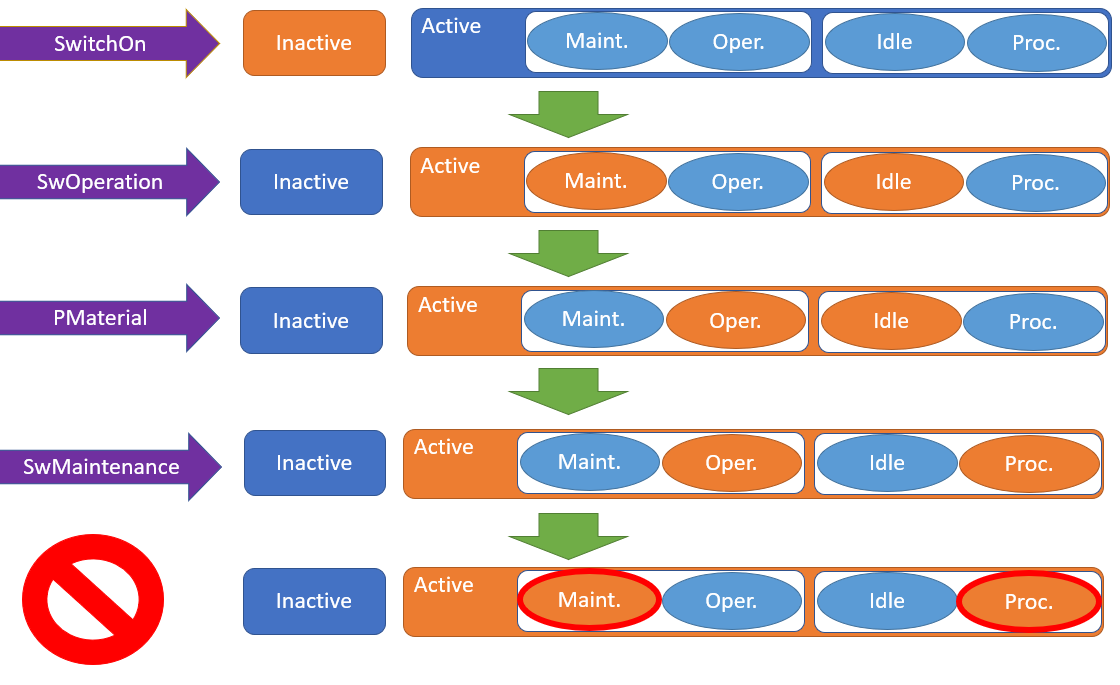 SwitchOn
Inactive
Active
Maint.
Oper.
Idle
Proc.
SwOperation
Inactive
Active
Maint.
Oper.
Idle
Proc.
PMaterial
Inactive
Active
Maint.
Oper.
Idle
Proc.
SwMaintenance
Inactive
Active
Maint.
Oper.
Idle
Proc.
Inactive
Active
Maint.
Oper.
Idle
Proc.